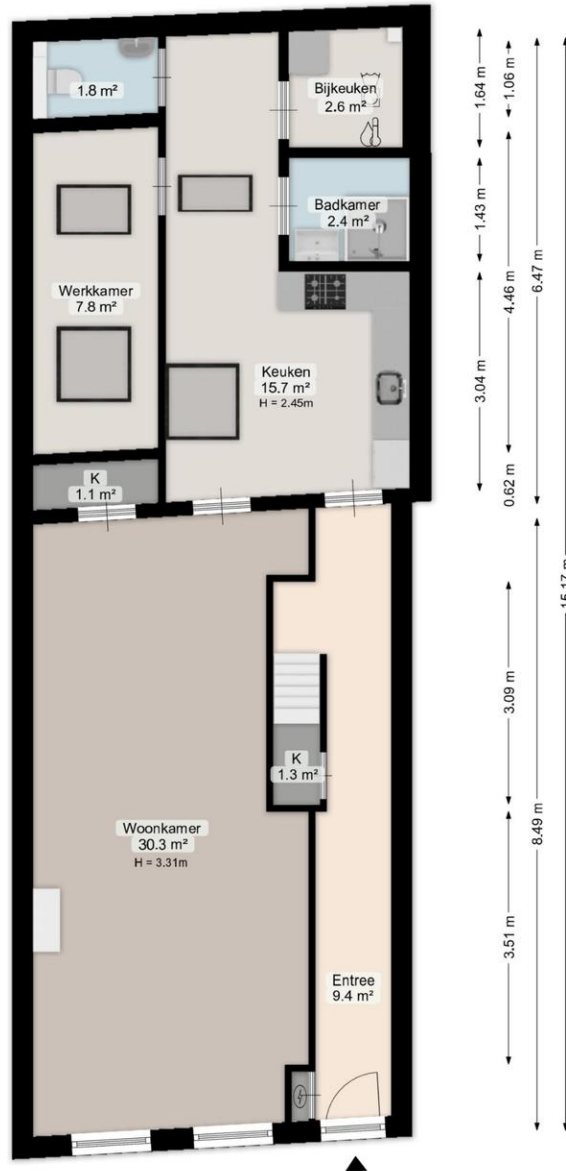 1.8 m²
Bijkeuken
2.6 m²
Badkamer
2.4 m²
Werkkamer
7.8 m²
Keuken
15.7 m²
H = 2.45m
K
1.1 m²
K
1.3 m²
Woonkamer
30.3 m²
H = 3.31m
Entree
9.4 m²
1.64 m
1.06 m
1.43 m
4.46 m
6.47 m
3.04 m
0.62 m
15.17 m
3.09 m
8.49 m
3.51 m